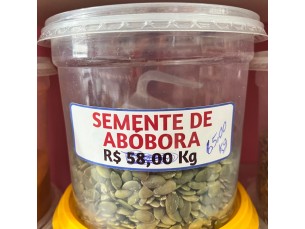 SEMENTE DE
ABÓBORA
R$ 58,00 Kg
65,00
Kg